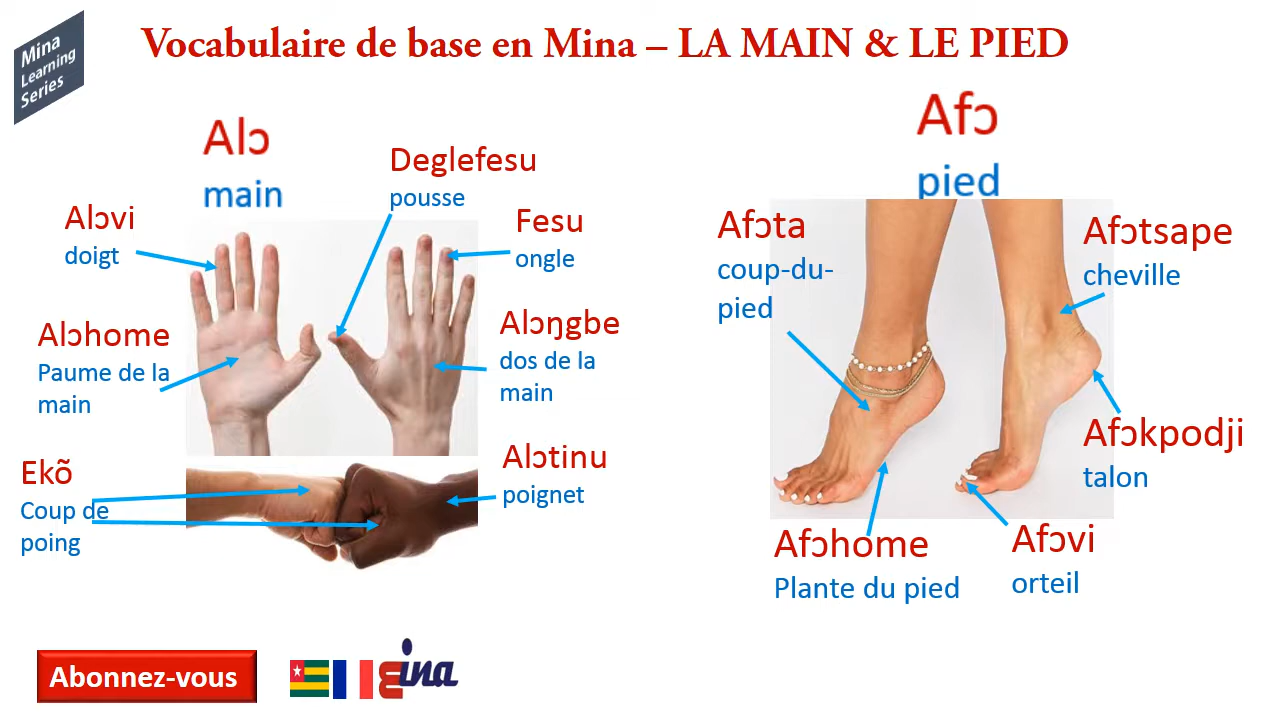 Mina
Learning
Series
Vocabulaire de base en Mina – LA MAIN & LE PIED
Alɔ
main
Deglefesu
pousse
Alɔvi
doigt
Fesu
ongle
Alɔhome
Paume de la
main
Alɔŋgbe
dos de la
main
Ekõ
Coup de
poing
Alɔtinu
poignet
Afɔ
pied
Afɔta
coup-du-
pied
Afɔtsape
cheville
Afɔkpodji
talon
Afɔhome
Plante du pied
Afɔvi
orteil
Abonnez-vous
Mina